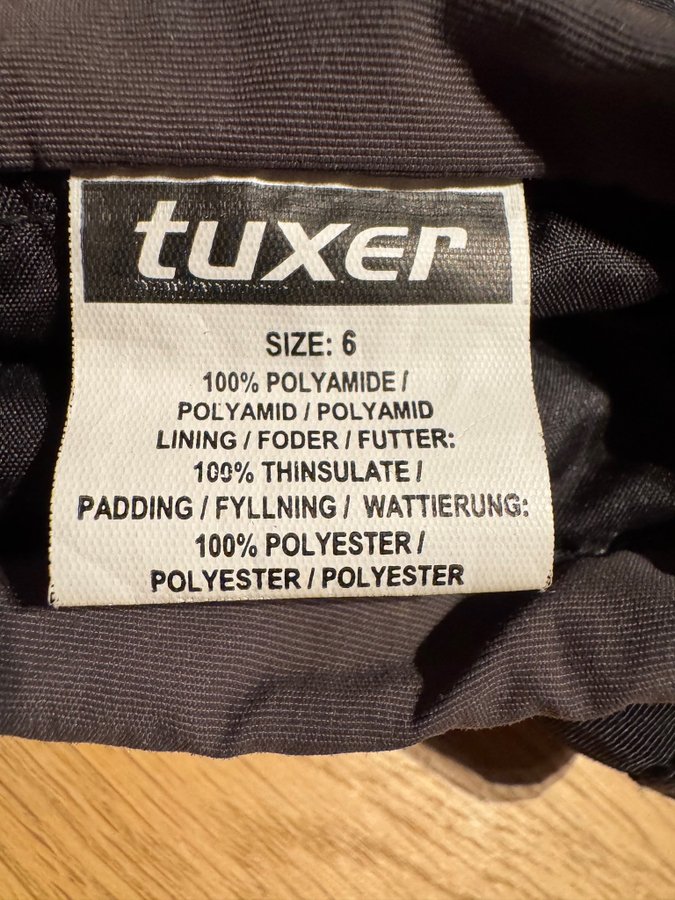 tuxer
SIZE: 6
100% POLYAMIDE /
POLYAMID / POLYAMID
LINING / FODER / FUTTER:
100% THINSULATE /
PADDING / FYLLNING / WATTIERUNG:
100% POLYESTER /
POLYESTER / POLYESTER